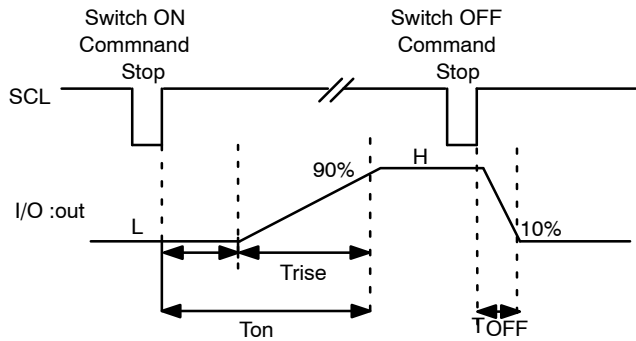 Switch ON
Commnand
Stop
Switch OFF
Command
Stop
SCL
90%
H
I/O :out
L
10%
Trise
Ton
TOFF